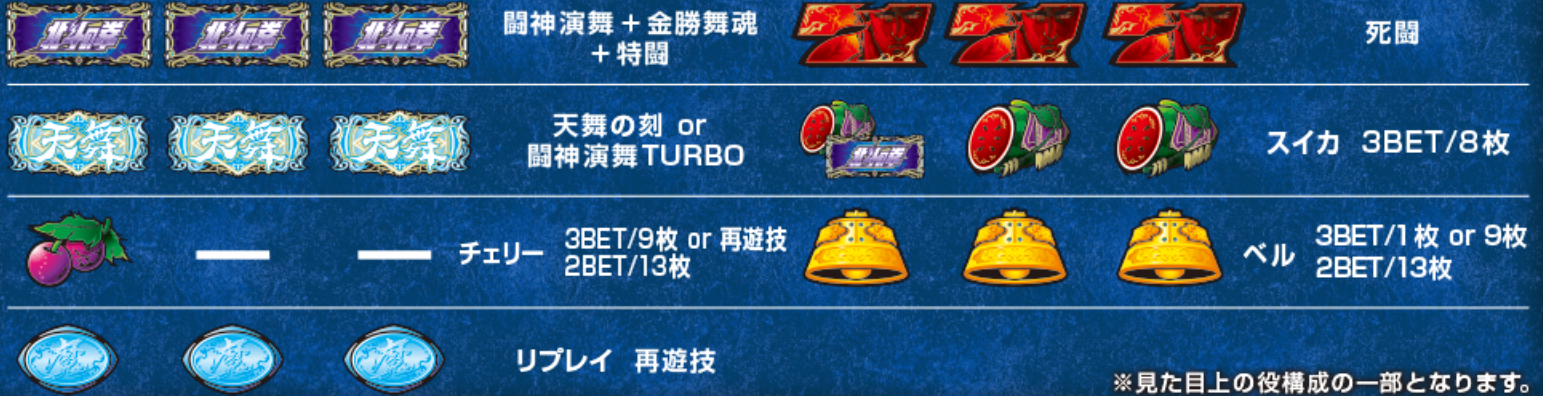 北斗の拳 北斗の拳 北斗の拳
闘神演舞＋金勝舞魂
＋特闘
死闘
天舞 天舞 天舞
天舞の刻 or
闘神演舞TURBO
北斗の拳
スイカ 3BET/8枚
チェリー 3BET/9枚 or 再遊技
2BET/13枚
ベル 3BET/1枚 or 9枚
2BET/13枚
リプレイ 再遊技
※見た目上の役構成の一部となります。